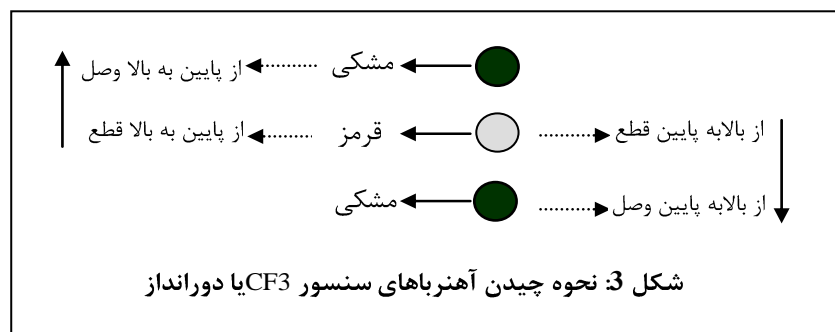 مشکی از پایین به بالا وصل
از بالابه پایین قطع قرمز از پایین به بالا قطع
از بالابه پایین وصل مشکی
شکل 3: نحوه چیدن آهنرباهای سنسور CF3یا دورانداز